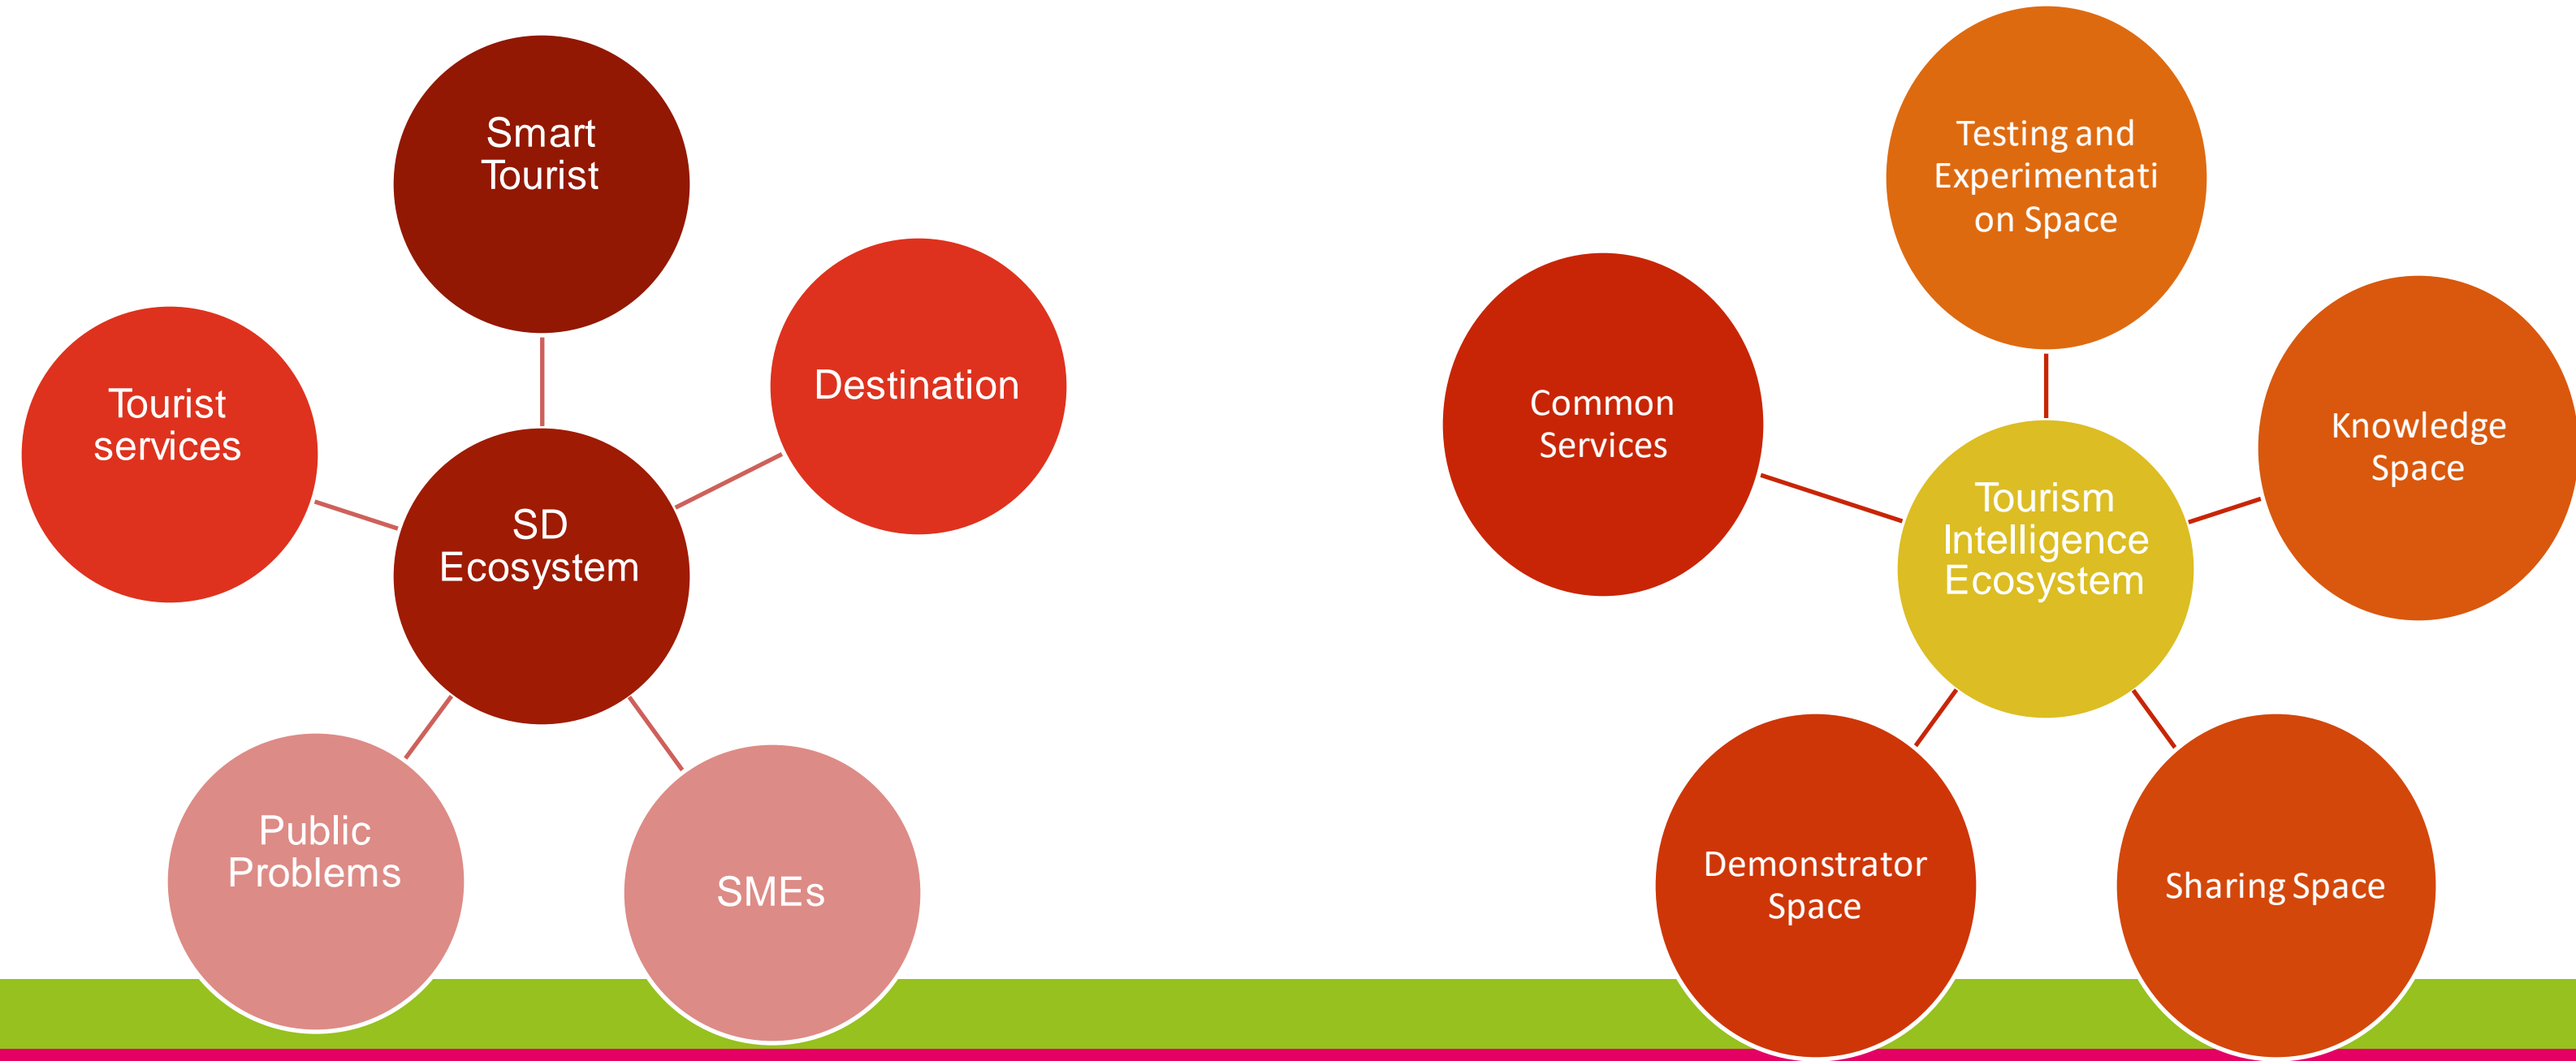 Smart
Tourist
Destination
Tourist
services
SD
Ecosystem
Public
Problems
SMEs
Testing and
Experimentati
on Space
Common
Services
Knowledge
Space
Tourism
Intelligence
Ecosystem
Demonstrator
Space
Sharing Space